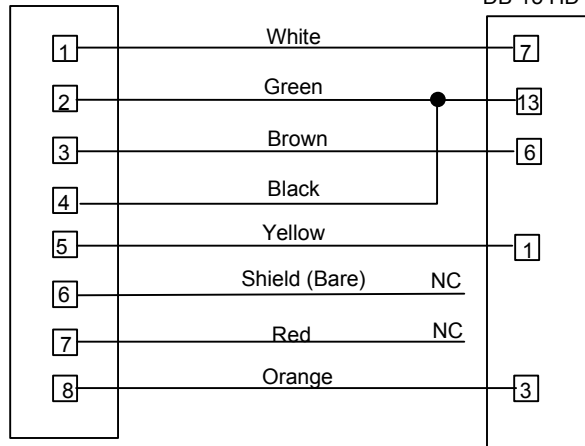 1 White 7
2 Green 13
3 Brown 6
4 Black
5 Yellow 1
6 Shield (Bare) NC
7 Red NC
8 Orange 3